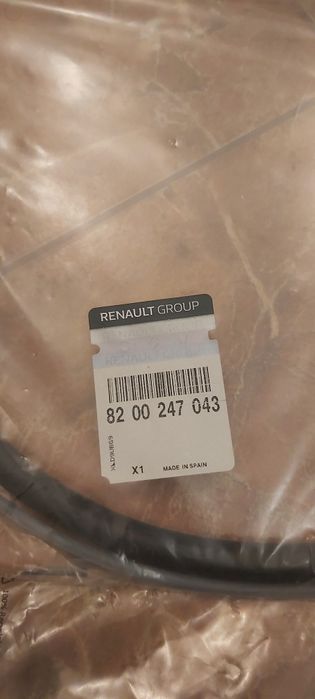 RENAULT GROUP
82 00 247 043
X1 MADE IN SPAIN